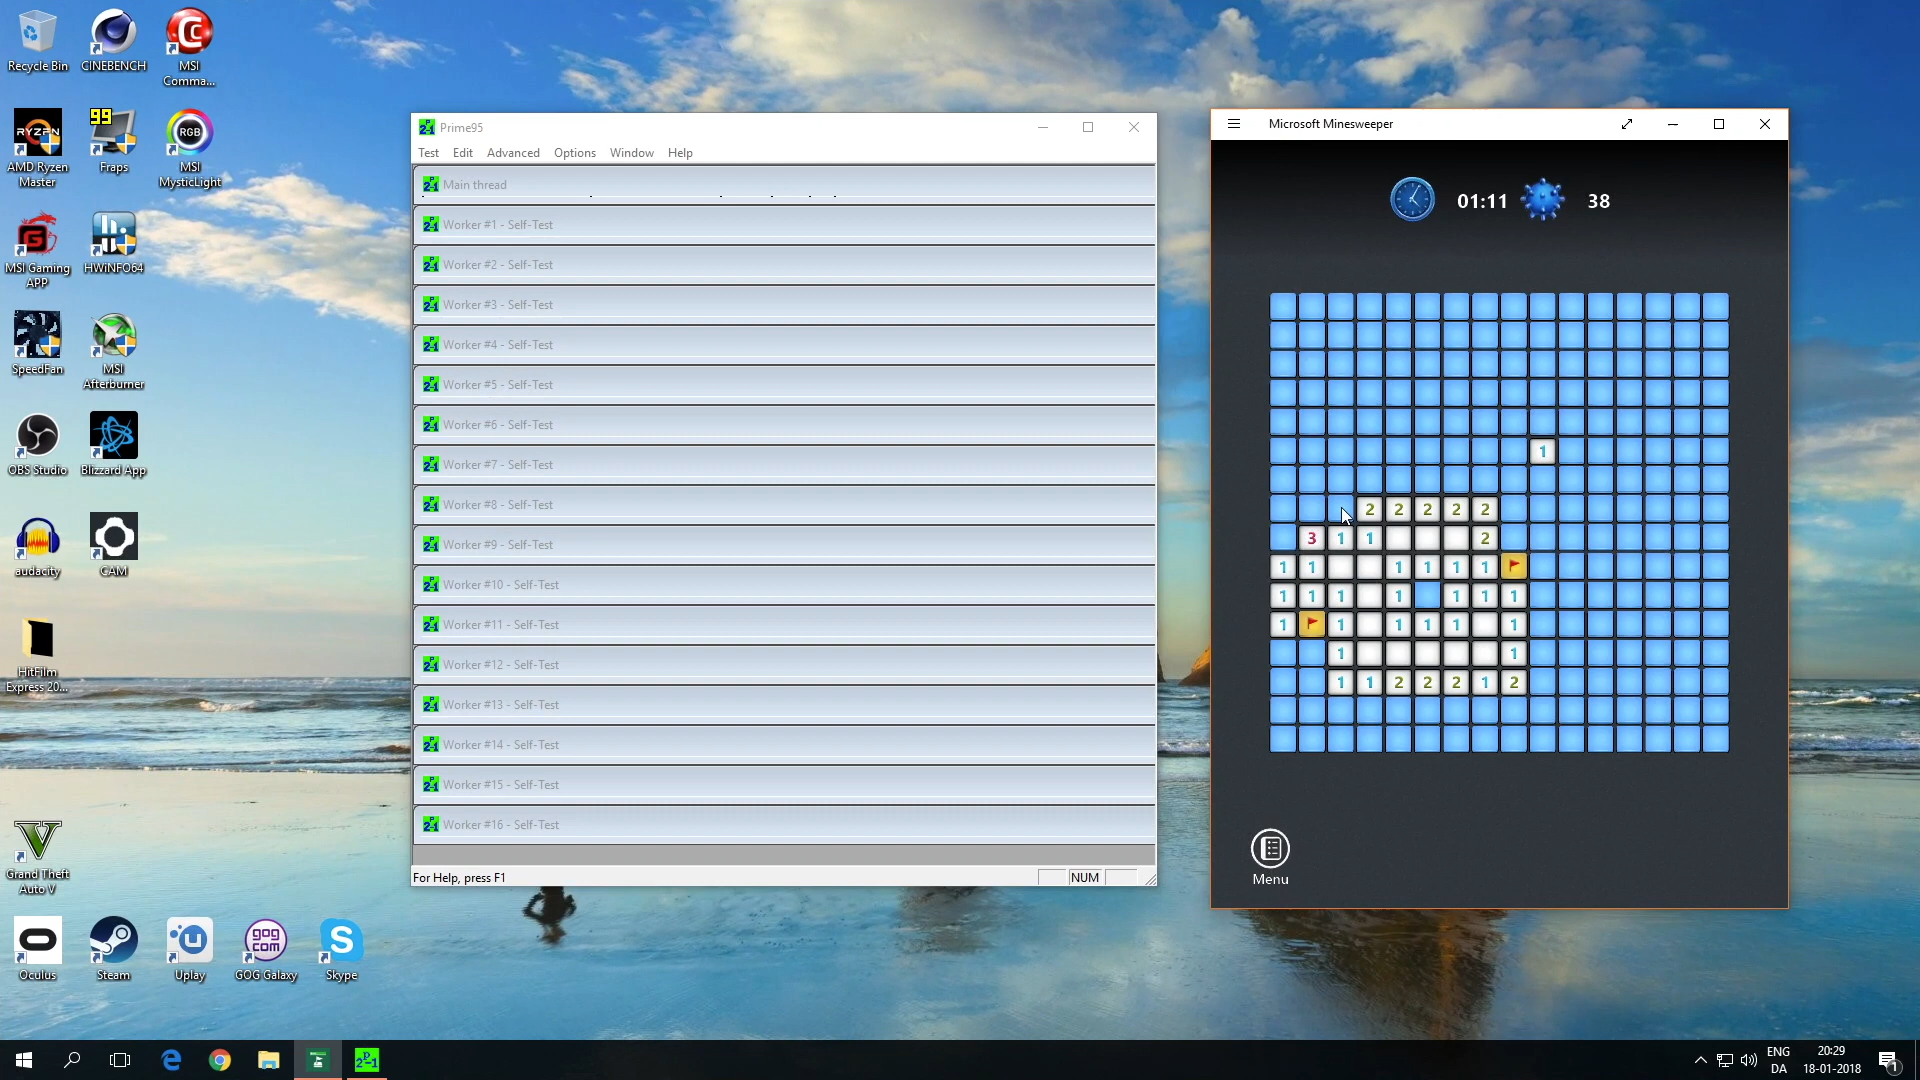 Recycle Bin
CINEBENCH
MSI
Comma...
RYZEN
AMD Ryzen
Master
99
Fraps
RGB
MSI
MysticLight
MSI Gaming
APP
HWiNFO64
SpeedFan
MSI
Afterburner
OBS Studio
Blizzard App
audacity
CAM
HitFilm
Express 20...
Grand Theft
Auto V
Oculus
Steam
Uplay
gog
com
GOG Galaxy
Skype
Prime95
Test Edit Advanced Options Window Help
Main thread
Worker #1 - Self-Test
Worker #2 - Self-Test
Worker #3 - Self-Test
Worker #4 - Self-Test
Worker #5 - Self-Test
Worker #6 - Self-Test
Worker #7 - Self-Test
Worker #8 - Self-Test
Worker #9 - Self-Test
Worker #10 - Self-Test
Worker #11 - Self-Test
Worker #12 - Self-Test
Worker #13 - Self-Test
Worker #14 - Self-Test
Worker #15 - Self-Test
Worker #16 - Self-Test
For Help, press F1
NUM
Microsoft Minesweeper
01:11 38
1
2 2 2 2 2
3 1 1 2
1 1 1 1 1 1
1 1 1 1 1 1 1
1 1 1 1 1 1
1 1
1 1 2 2 2 1 2
Menu
ENG
DA
20:29
18-01-2018
1